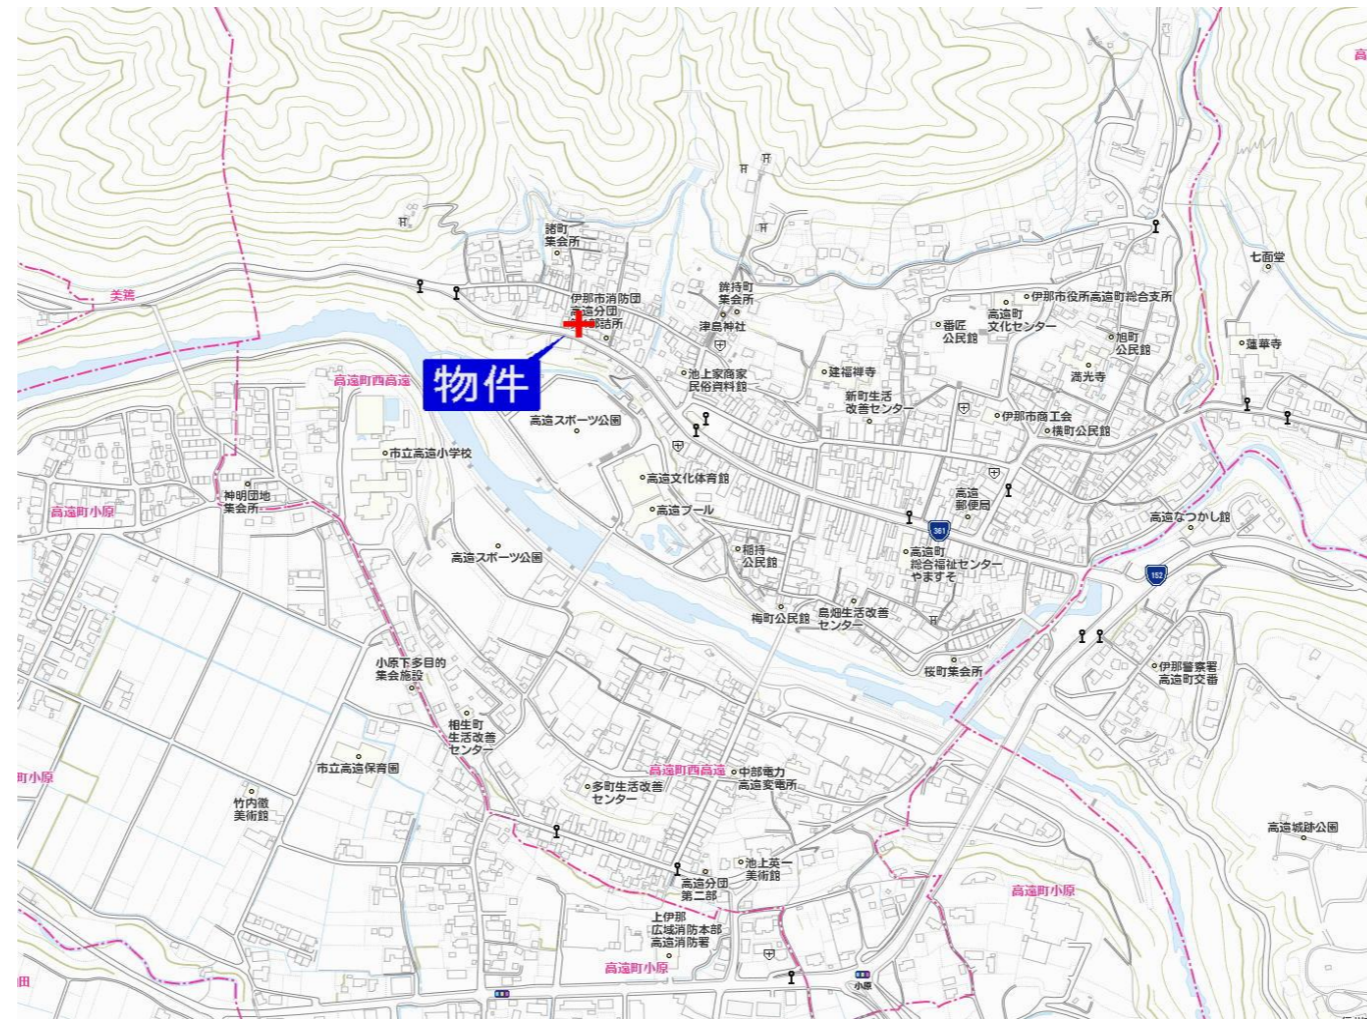 高
諸町
集会所
美篶
伊那市消防団
高遠分団
部詰所
鉾持町
集会所
津島神社
七面堂
伊那市役所高遠町総合支所
高遠町
文化センター
番匠
公民館
旭町
公民館
蓮華寺
物件
高遠町西高遠
池上家商家
民俗資料館
建福禅寺
満光寺
新町生活
改善センター
高遠スポーツ公園
伊那市商工会
横町公民館
市立高遠小学校
高遠文化体育館
神明団地
集会所
高遠町小原
高遠プール
高遠
郵便局
高遠なつかし館
361
高遠スポーツ公園
稲持
公民館
高遠町
総合福祉センター
やますそ
152
梅町公民館
島畑生活改善
センター
小原下多目的
集会施設
桜町集会所
伊那警察署
高遠町交番
相生町
生活改善
センター
市立高遠保育園
町小原
高遠町西高遠
中部電力
高遠変電所
多町生活改善
センター
竹内徹
美術館
高遠城跡公園
池上英一
美術館
高遠分団
第二部
高遠町小原
上伊那
広域消防本部
高遠消防署
高遠町小原
田
小原